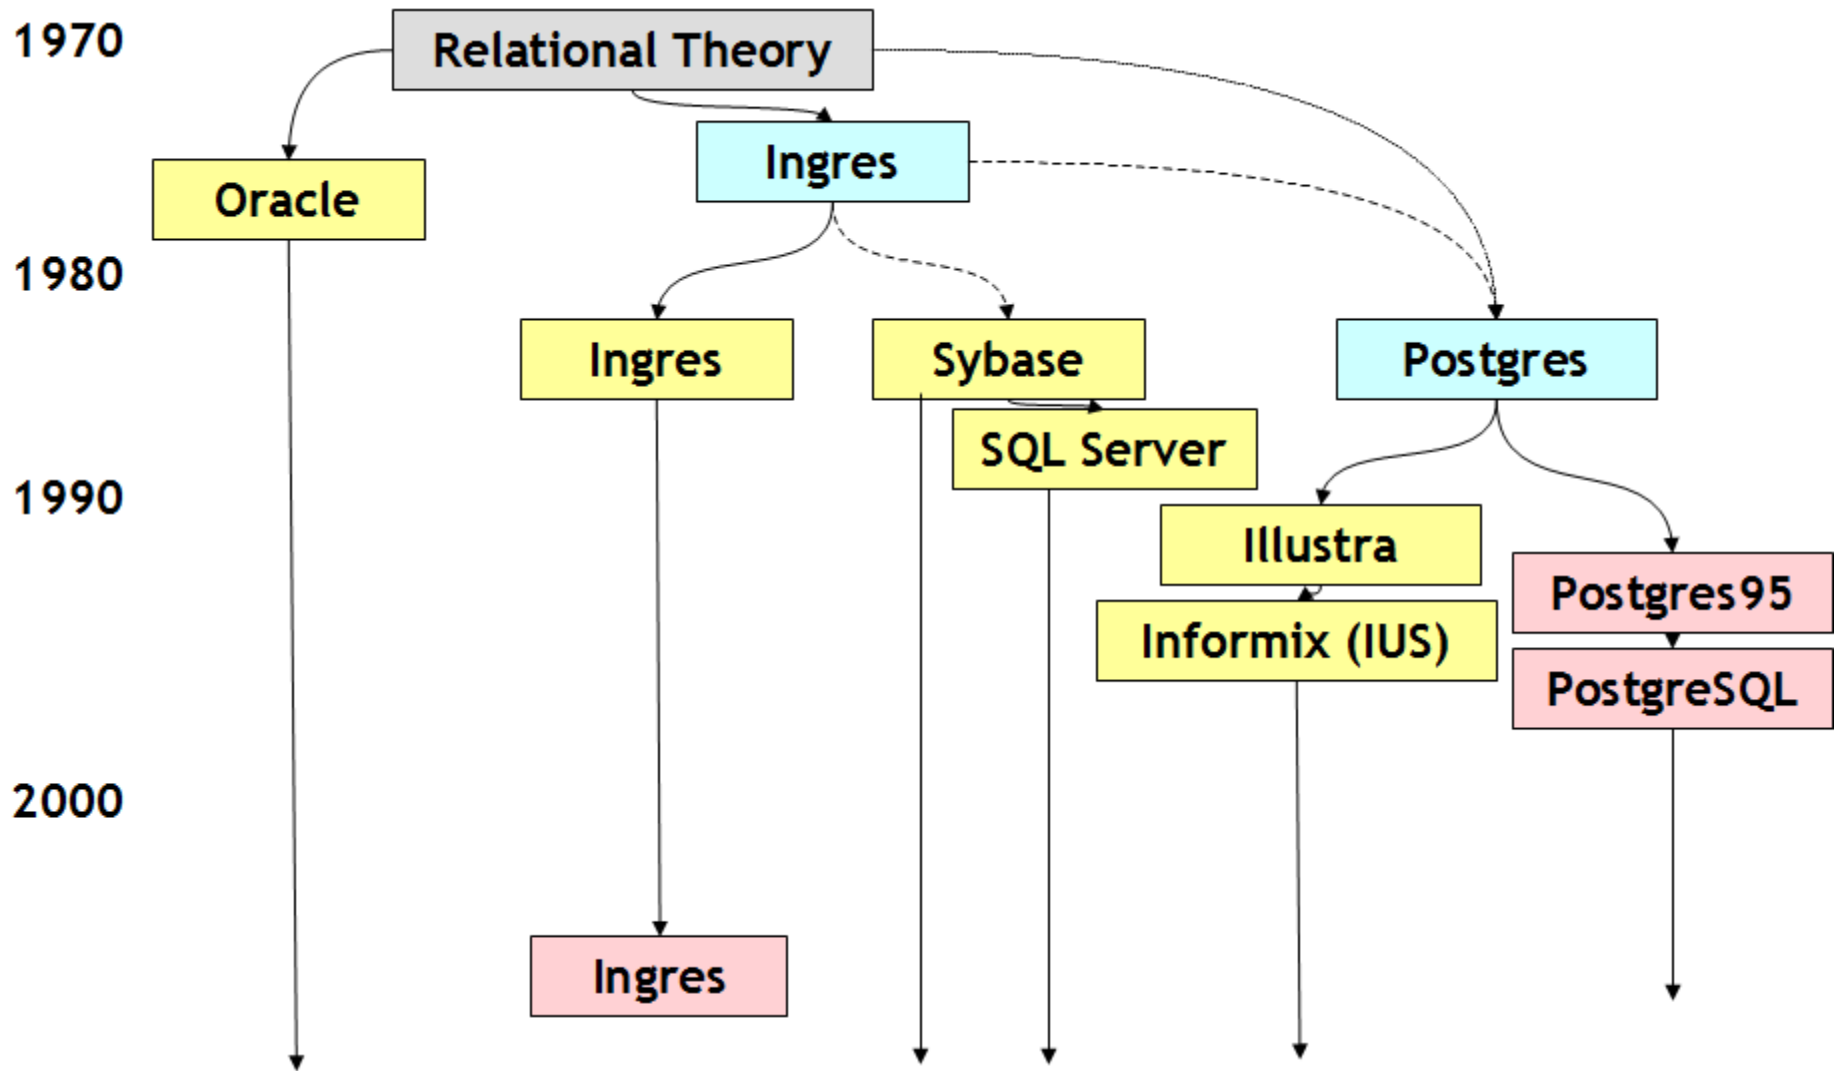 1970
Relational Theory
Ingres
Oracle
1980
Ingres
Sybase
Postgres
SQL Server
1990
Illustra
Postgres95
Informix (IUS)
PostgreSQL
2000
Ingres